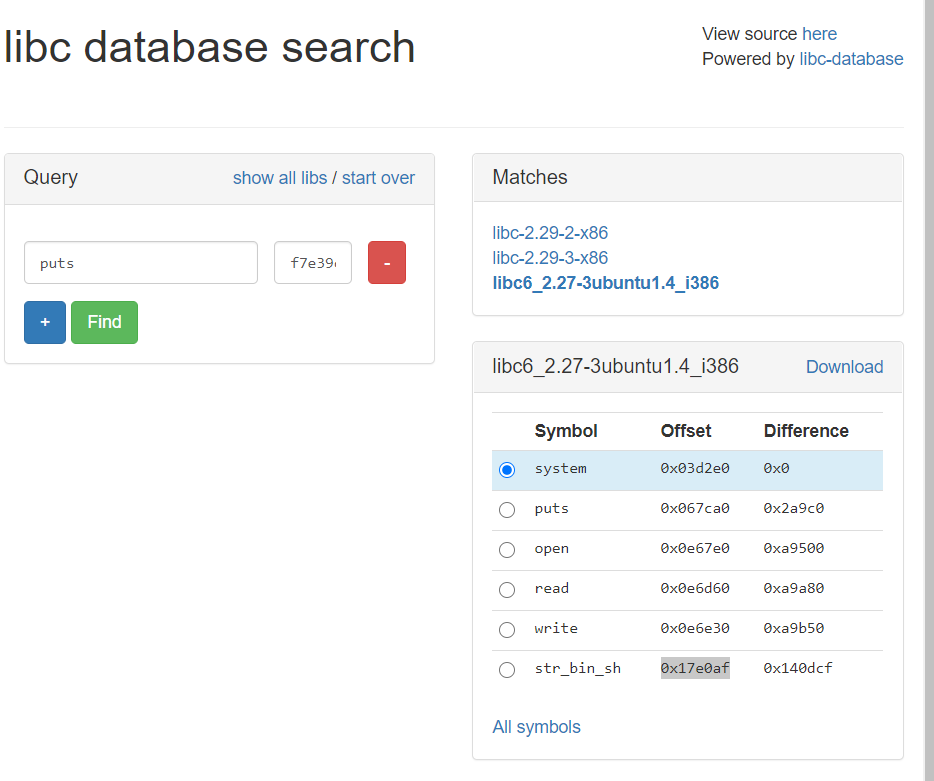 libc database search
View source here
Powered by libc-database
Query show all libs / start over
puts f7e39 -
+ Find
Matches
libc-2.29-2-x86
libc-2.29-3-x86
libc6_2.27-3ubuntu1.4_i386
libc6_2.27-3ubuntu1.4_i386 Download
Symbol Offset Difference
system 0x03d2e0 0x0
puts 0x067ca0 0x2a9c0
open 0x0e67e0 0xa9500
read 0x0e6d60 0xa9a80
write 0x0e6e30 0xa9b50
str_bin_sh 0x17e0af 0x140dcf
All symbols